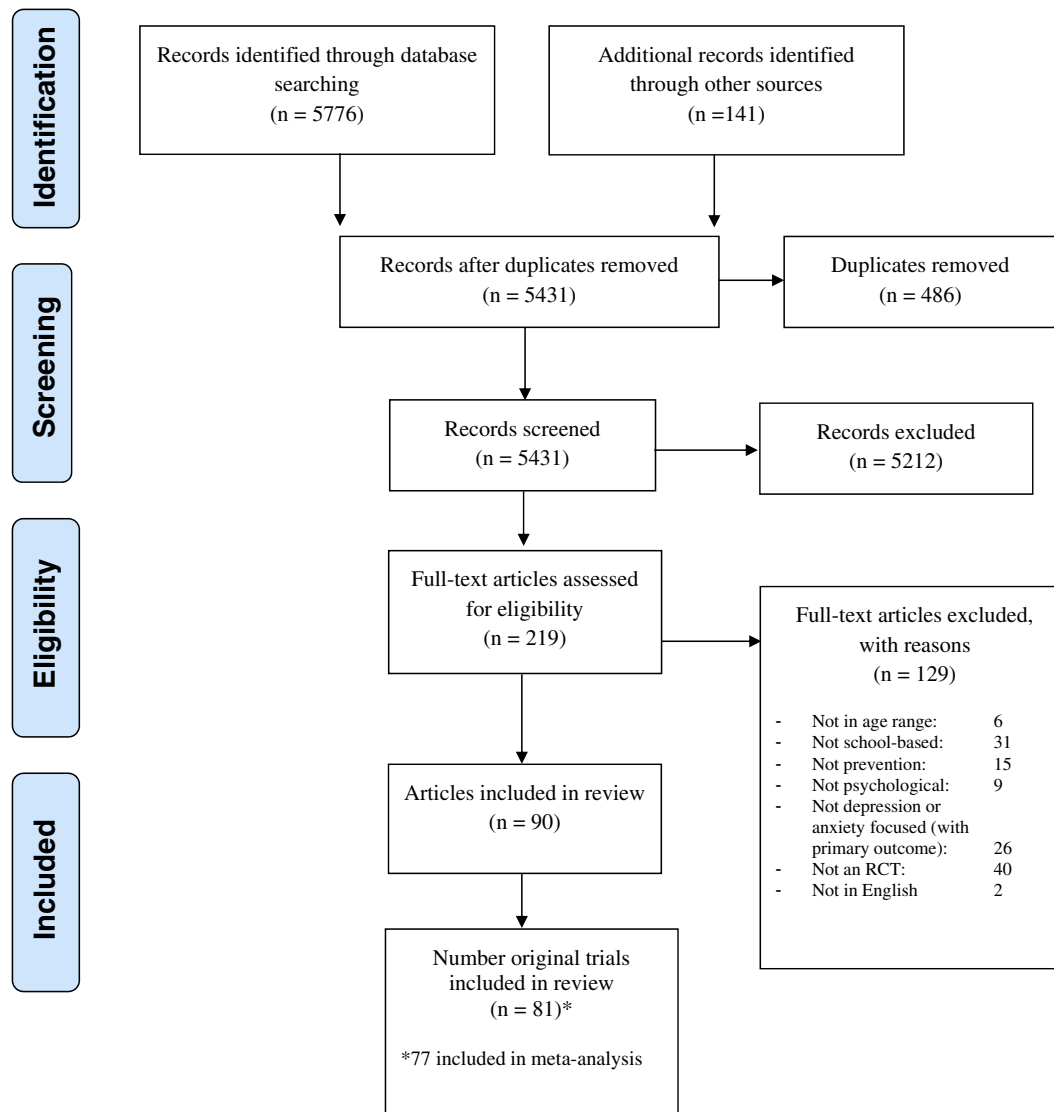 Identification
Records identified through database
searching
(n = 5776)
Additional records identified
through other sources
(n =141)
Screening
Records after duplicates removed
(n = 5431)
Duplicates removed
(n = 486)
Records screened
(n = 5431)
Records excluded
(n = 5212)
Eligibility
Full-text articles assessed
for eligibility
(n = 219)
Full-text articles excluded,
with reasons
(n = 129)
- Not in age range: 6
- Not school-based: 31
- Not prevention: 15
- Not psychological: 9
- Not depression or
anxiety focused (with
primary outcome): 26
- Not an RCT: 40
- Not in English 2
Included
Articles included in review
(n = 90)
Number original trials
included in review
(n = 81)*
*77 included in meta-analysis